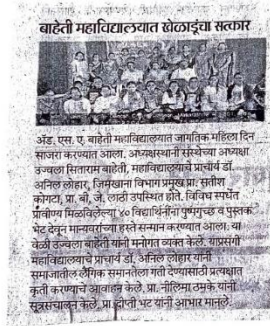 बाहेती महाविद्यालयात खेळाडूंचा सत्कार
अॅड. एस. ए. बाहेती महाविद्यालयात जागतिक महिला दिन
साजरा करण्यात आला. अध्यक्षस्थानी संस्थेच्या अध्यक्षा
उज्वला सिताराम बाहेती, महाविद्यालयाचे प्राचार्य डॉ.
अनिल लोहार, जिमखाना विभाग प्रमुख प्रा. सतीश
कोगटा, प्रा. बी. जे. लाठी उपस्थित होते. विविध स्पर्धेत
प्रावीण्य मिळविलेल्या ४० विद्यार्थिनींना पुष्पगुच्छ व पुस्तक
भेट देवून मान्यवरांच्या हस्ते सन्मान करण्यात आला. या
वेळी उज्वला बाहेती यांनी मनोगत व्यक्त केले. याप्रसंगी
महाविद्यालयाचे प्राचार्य डॉ. अनिल लोहार यांनी
समाजातील लैंगिक समानतेला गती देण्यासाठी प्रत्यक्षात
कृती करण्याचे आवाहन केले. प्रा. नीलिमा ठमके यांनी
सूत्रसंचालन केले. प्रा. दीप्ती भट यांनी आभार मानले.